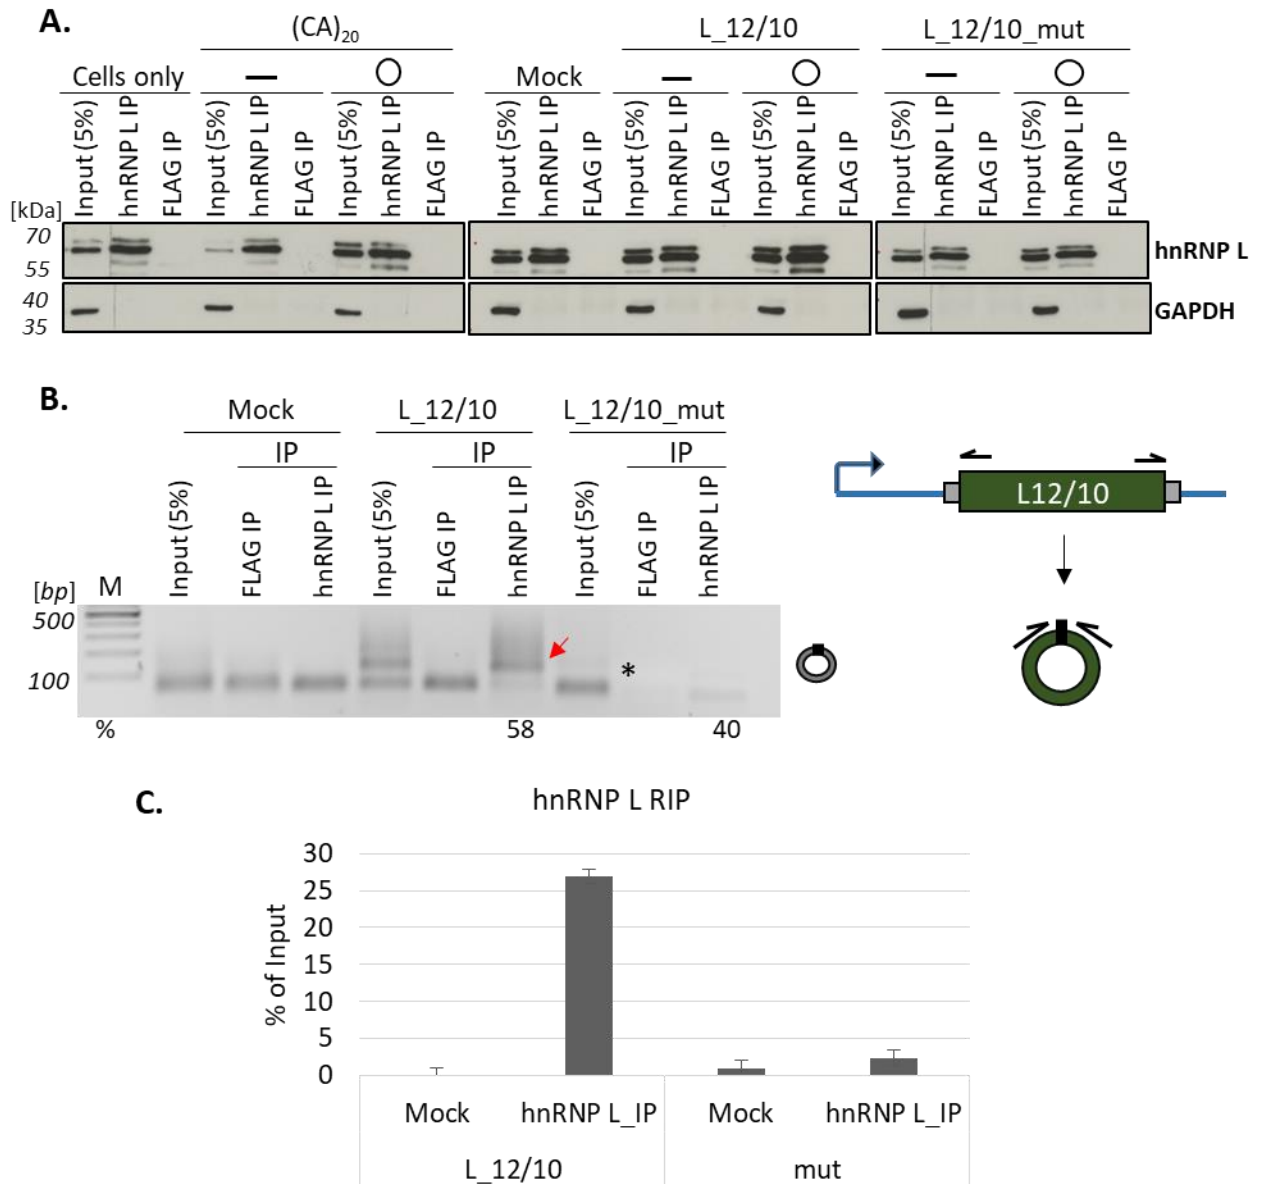 A.
(CA)20
L_12/10
L_12/10_mut
Cells only
Mock
Input (5%)
hnRNP L IP
FLAG IP
Input (5%)
hnRNP L IP
FLAG IP
Input (5%)
hnRNP L IP
FLAG IP
Input (5%)
hnRNP L IP
FLAG IP
Input (5%)
hnRNP L IP
FLAG IP
Input (5%)
hnRNP L IP
FLAG IP
Input (5%)
hnRNP L IP
FLAG IP
Input (5%)
hnRNP L IP
FLAG IP
[kDa]
70
55
hnRNP L
40
35
GAPDH
B.
Mock
L_12/10
L_12/10_mut
IP
IP
IP
Input (5%)
FLAG IP
hnRNP L IP
Input (5%)
FLAG IP
hnRNP L IP
Input (5%)
FLAG IP
hnRNP L IP
L12/10
[bp]
M
500
100
*
%
58
40
C.
hnRNP L RIP
% of Input
30
25
20
15
10
5
0
Mock
hnRNP L_IP
Mock
hnRNP L_IP
L_12/10
mut